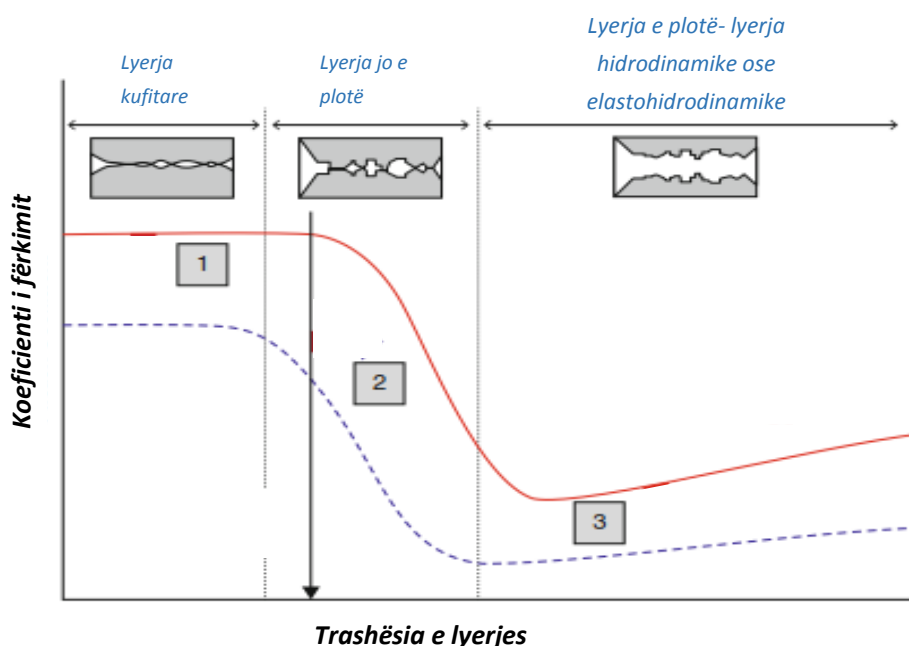 Lyerja
kufitare
Lyerja jo e
plotë
Lyerja e plotë- lyerja
hidrodinamike ose
elastohidrodinamike
Koeficienti i fërkimit
1
2
3
Trashësia e lyerjes